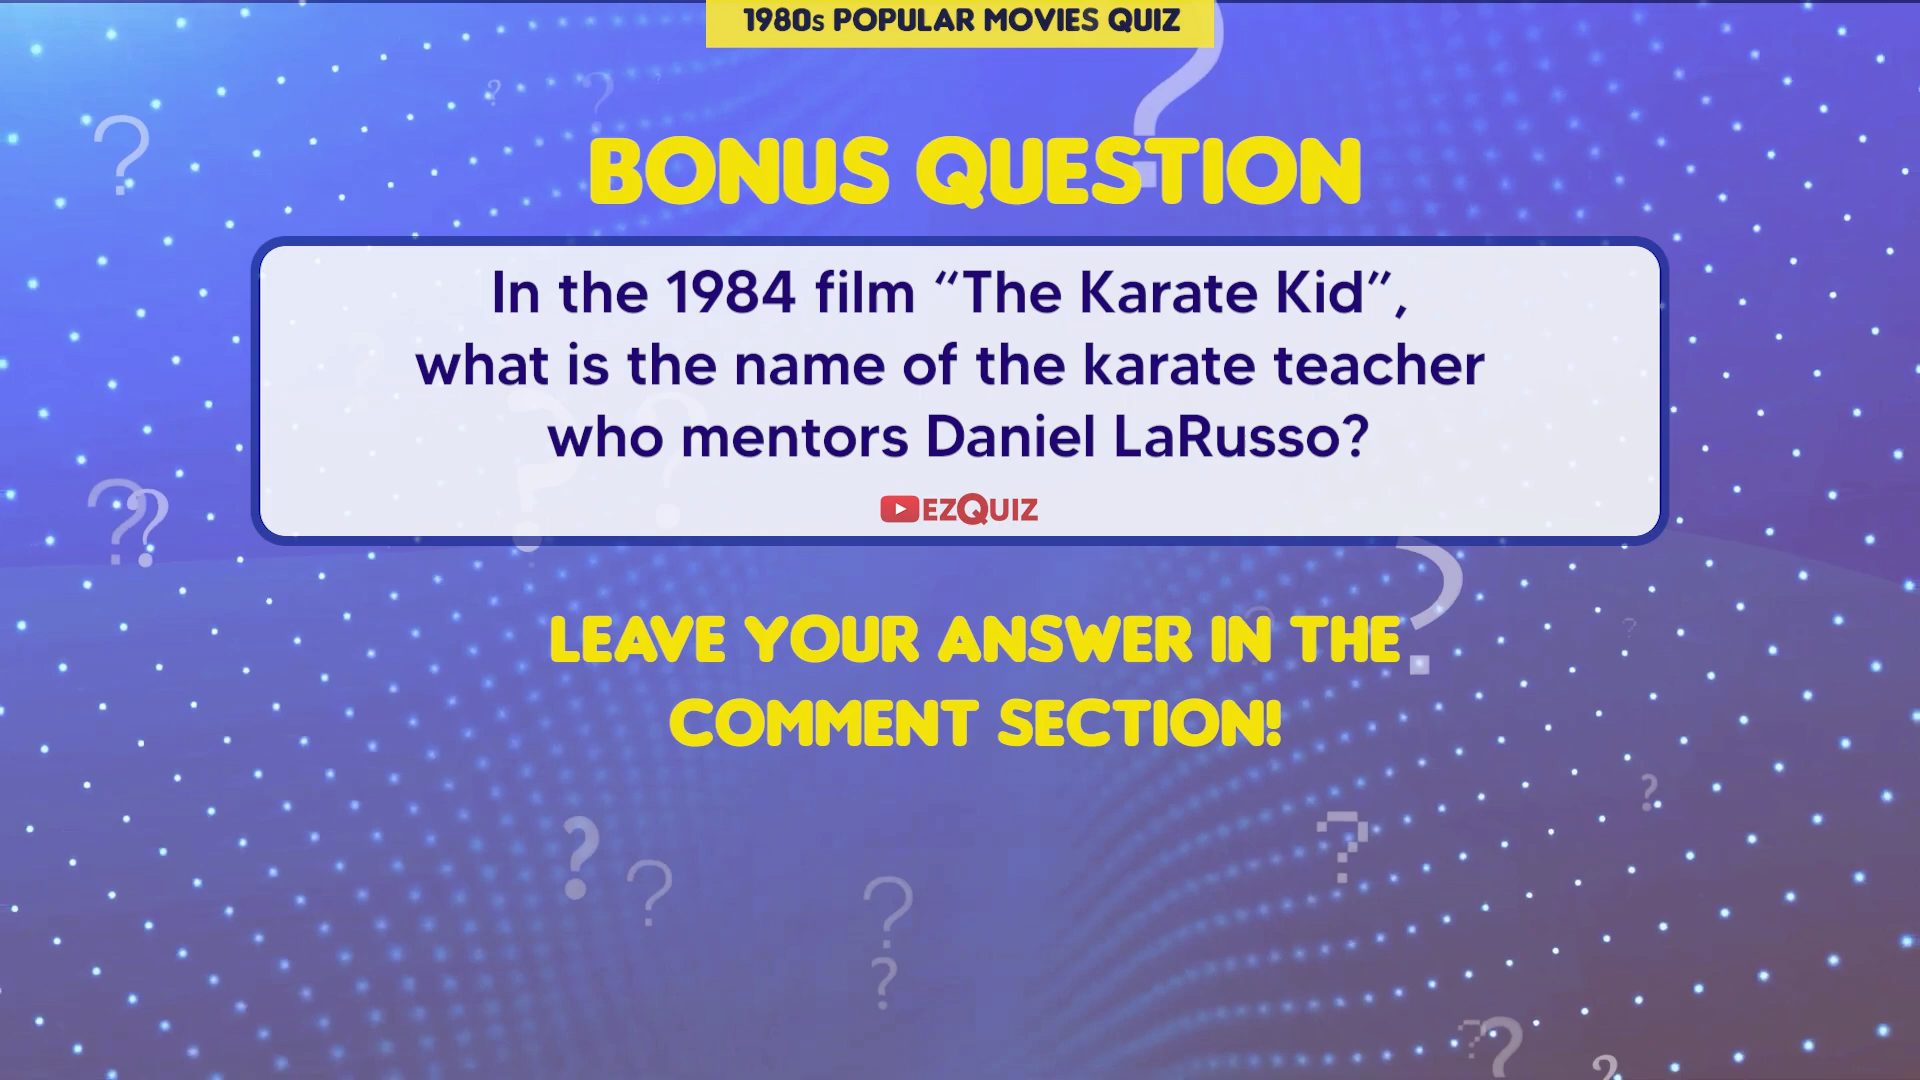 1980s POPULAR MOVIES QUIZ
BONUS QUESTION
In the 1984 film “The Karate Kid”,
what is the name of the karate teacher
who mentors Daniel LaRusso?
EZQUIZ
LEAVE YOUR ANSWER IN THE
COMMENT SECTION!